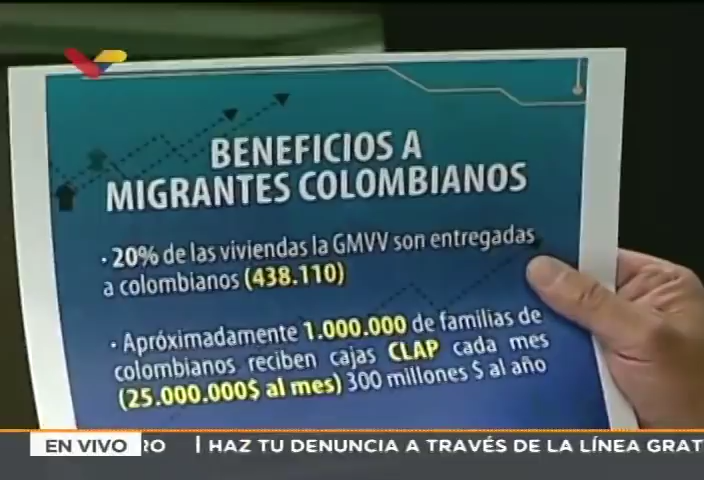 BENEFICIOS A
MIGRANTES COLOMBIANOS
· 20% de las viviendas la GMVV son entregadas
a colombianos (438.110)
· Apróximadamente 1.000.000 de familias de
colombianos reciben cajas CLAP cada mes
(25.000.000$ al mes) 300 millones $ al año
EN VIVO RO | HAZ TU DENUNCIA A TRAVÉS DE LA LÍNEA GRAT